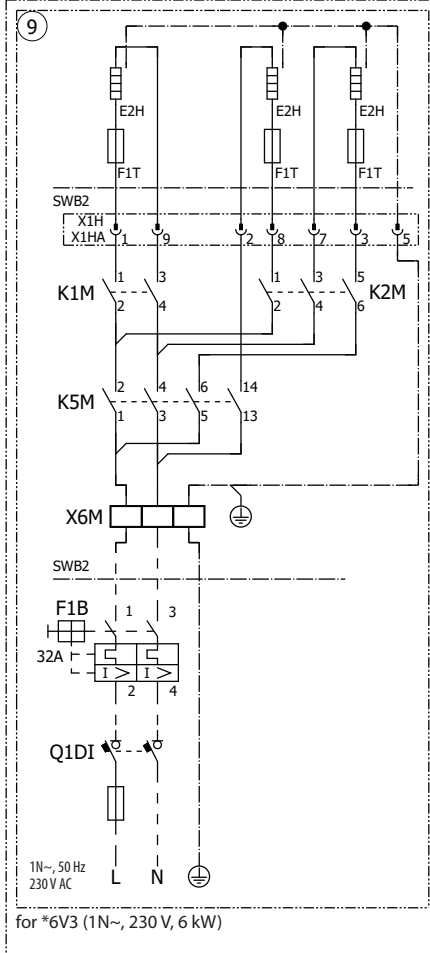 9
E2H E2H E2H
F1T F1T F1T
SWB2
X1H
X1HA 1 9 2 8 7 3 5
1 3 1 3 5
K1M K2M
2 4 2 4 6
2 4 6 14
K5M
1 3 5 13
X6M
SWB2
F1B 1 3
32A
I > I >
2 4
Q1DI
1N~, 50 Hz
230 V AC L N
for *6V3 (1N~, 230 V, 6 kW)